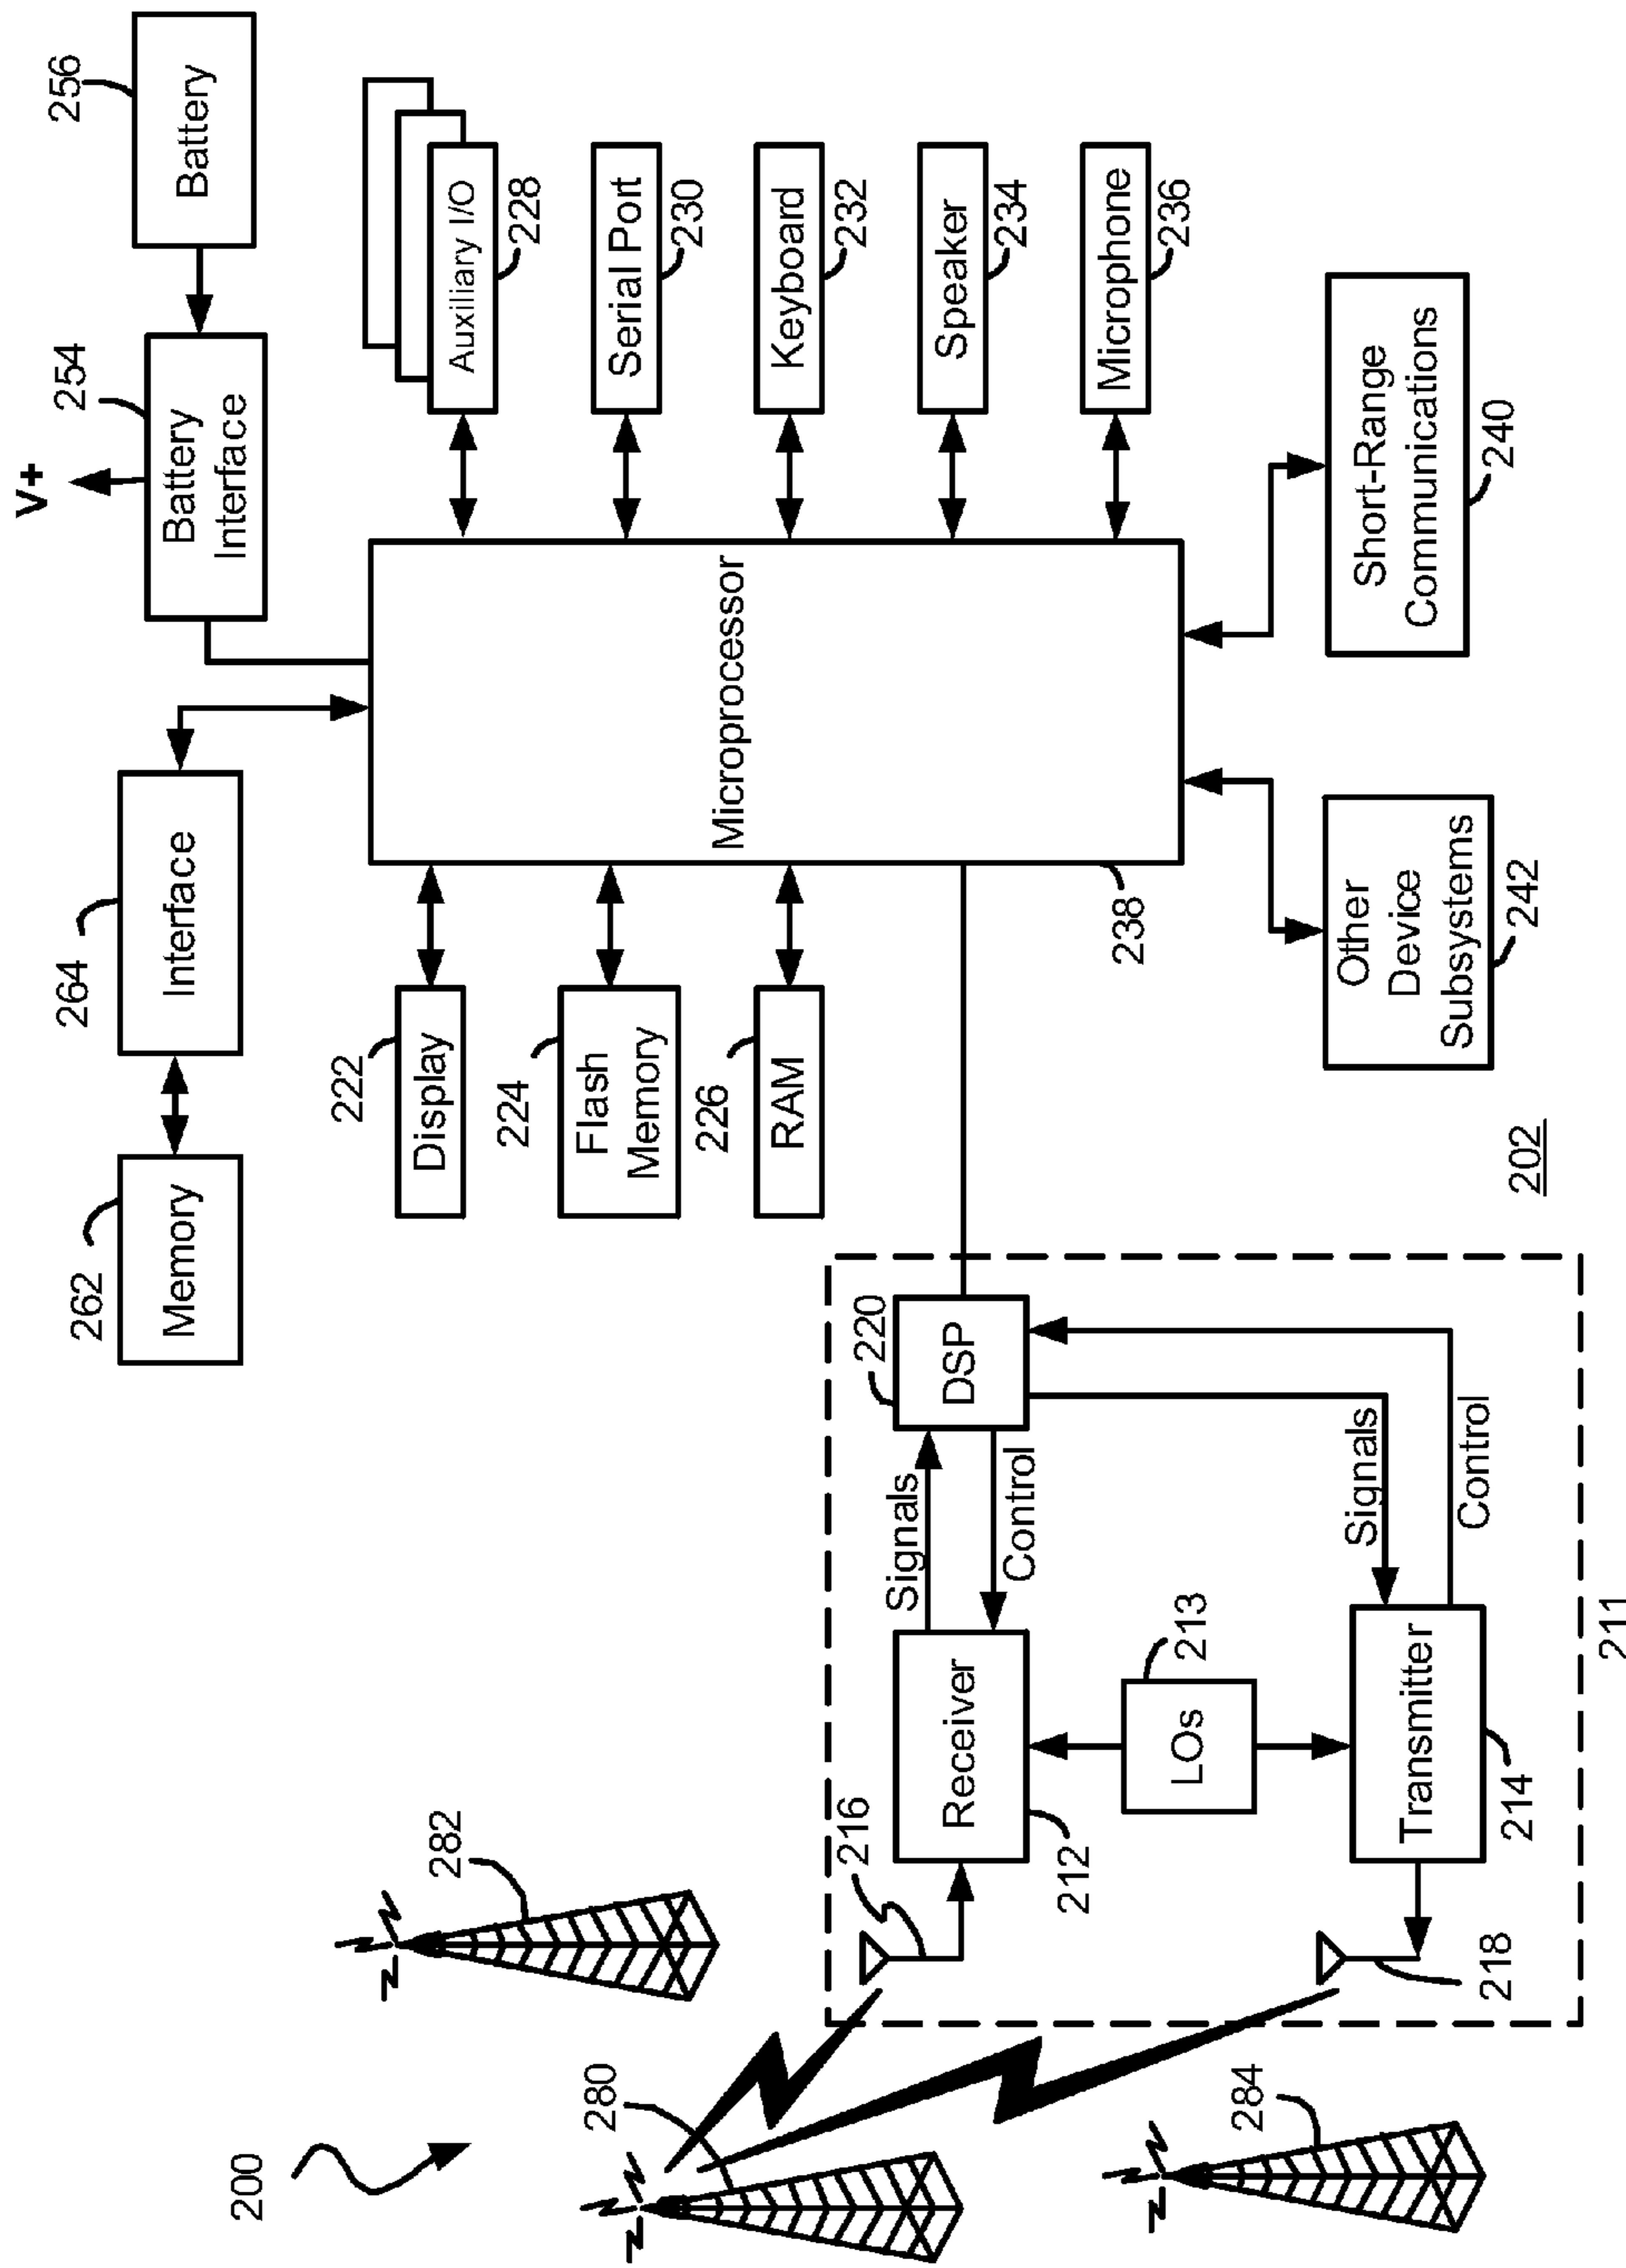 200
282
280
284
216
218
Receiver
212
LOs
213
Transmitter
214
Signals
Control
Signals
Control
DSP
220
211
202
262
Memory
264
Interface
V+
254
Battery
Interface
256
Battery
222
Display
224
Flash
Memory
226
RAM
Microprocessor
238
Auxiliary I/O
228
Serial Port
230
Keyboard
232
Speaker
234
Microphone
236
Other
Device
Subsystems
242
Short-Range
Communications
240